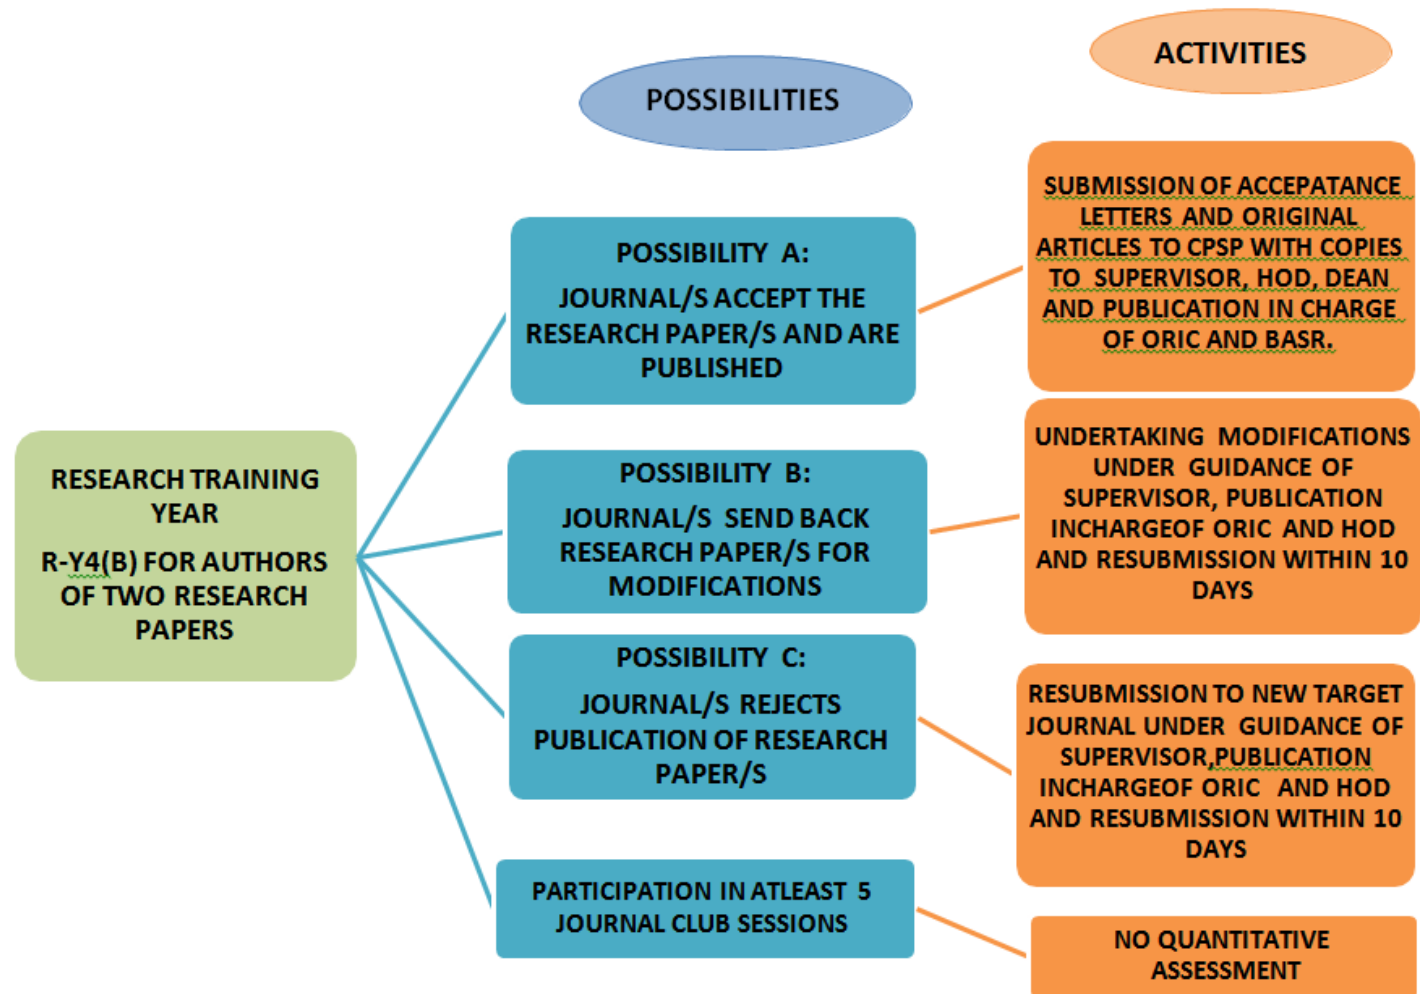 ACTIVITIES
POSSIBILITIES
RESEARCH TRAINING
YEAR
R-Y4(B) FOR AUTHORS
OF TWO RESEARCH
PAPERS
POSSIBILITY A:
JOURNAL/S ACCEPT THE
RESEARCH PAPER/S AND ARE
PUBLISHED
SUBMISSION OF ACCEPATANCE
LETTERS AND ORIGINAL
ARTICLES TO CPSP WITH COPIES
TO SUPERVISOR, HOD, DEAN
AND PUBLICATION IN CHARGE
OF ORIC AND BASR.
POSSIBILITY B:
JOURNAL/S SEND BACK
RESEARCH PAPER/S FOR
MODIFICATIONS
UNDERTAKING MODIFICATIONS
UNDER GUIDANCE OF
SUPERVISOR, PUBLICATION
INCHARGEOF ORIC AND HOD
AND RESUBMISSION WITHIN 10
DAYS
POSSIBILITY C:
JOURNAL/S REJECTS
PUBLICATION OF RESEARCH
PAPER/S
RESUBMISSION TO NEW TARGET
JOURNAL UNDER GUIDANCE OF
SUPERVISOR,PUBLICATION
INCHARGEOF ORIC AND HOD
AND RESUBMISSION WITHIN 10
DAYS
PARTICIPATION IN ATLEAST 5
JOURNAL CLUB SESSIONS
NO QUANTITATIVE
ASSESSMENT